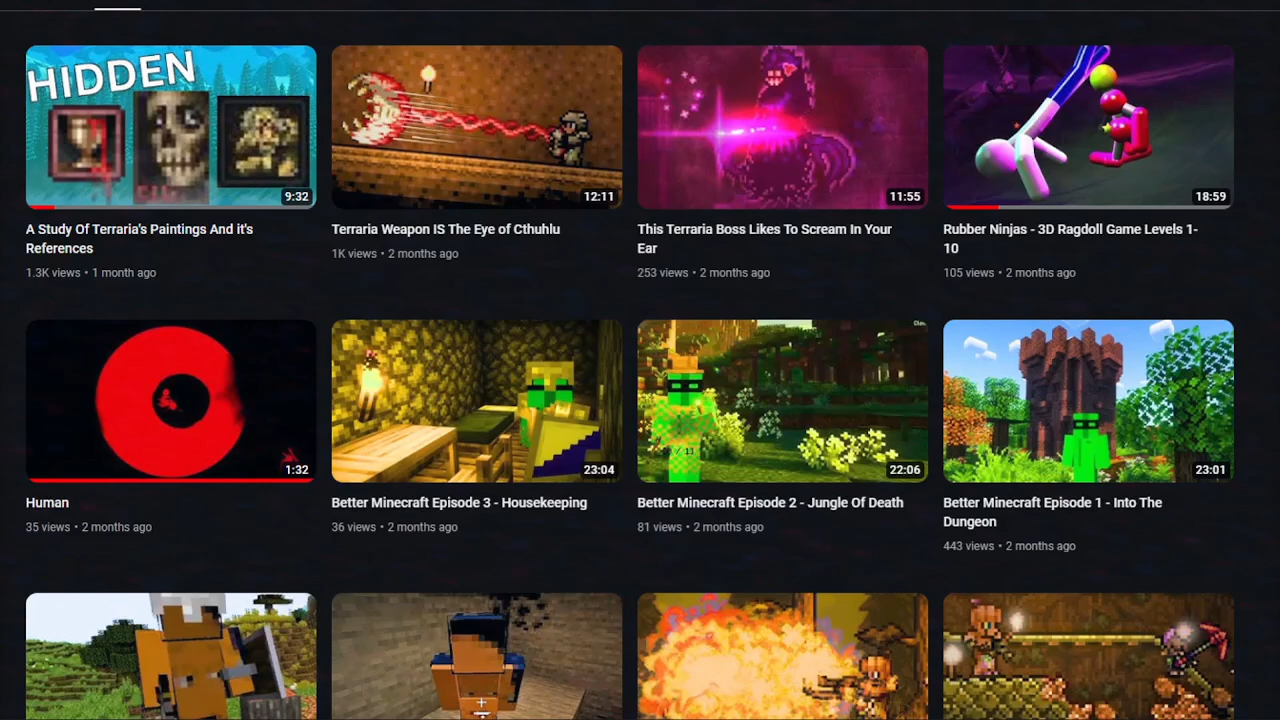 HIDDEN
9:32
12:11
11:55
18:59
A Study Of Terraria's Paintings And it's
References
1.3K views • 1 month ago
Terraria Weapon IS The Eye of Cthuhlu
1K views • 2 months ago
This Terraria Boss Likes To Scream In Your
Ear
253 views • 2 months ago
Rubber Ninjas - 3D Ragdoll Game Levels 1-
10
105 views • 2 months ago
1:32
23:04
22:06
23:01
Human
35 views • 2 months ago
Better Minecraft Episode 3 - Housekeeping
36 views • 2 months ago
Better Minecraft Episode 2 - Jungle Of Death
81 views • 2 months ago
Better Minecraft Episode 1 - Into The
Dungeon
443 views • 2 months ago